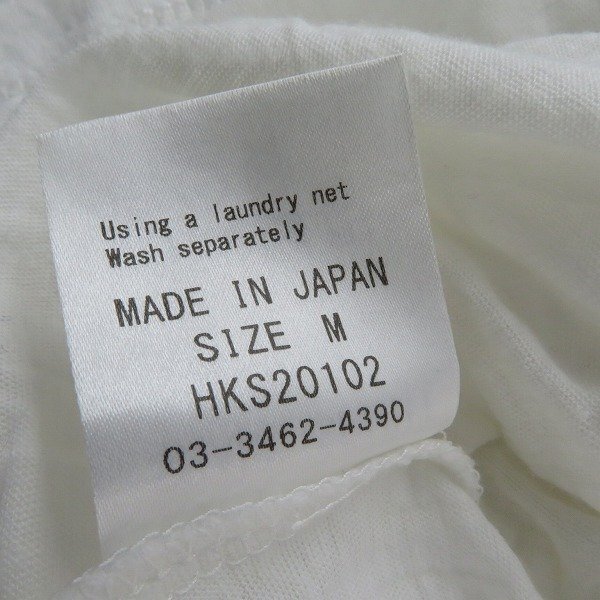 Using a laundry net
Wash separately
MADE IN JAPAN
SIZE M
HKS20102
03-3462-4390